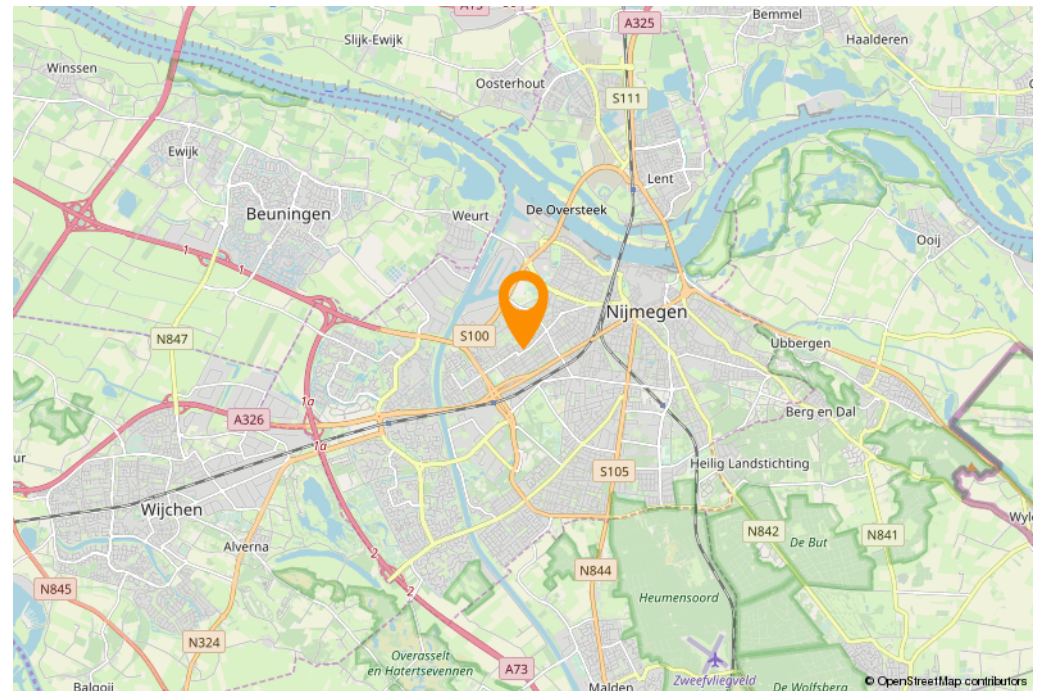 A325
Bemmel
Slijk-Ewijk
Haalderen
Winssen
Oosterhout
S111
Ewijk
Lent
Beuningen
Weurt
De Oversteek
Ooij
1
1
S100
Nijmegen
N847
Ubbergen
1a
A326
Berg en Dal
1a
Heilig Landstichting
S105
Wijchen
N842
De But
N841
Alverna
2
N844
N845
2
Heumensoord
N324
Overasselt
en Hatertsevennen
A73
Zweefvliegveld
© OpenStreetMap contributors
Balgoij
Malden
De Wolfsberg